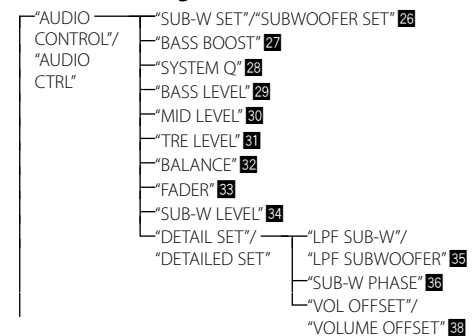 “AUDIO CONTROL”/ “AUDIO CTRL”
“SUB-W SET”/“SUBWOOFER SET” 26
“BASS BOOST” 27
“SYSTEM Q” 28
“BASS LEVEL” 29
“MID LEVEL” 30
“TRE LEVEL” 31
“BALANCE” 32
“FADER” 33
“SUB-W LEVEL” 34
“DETAIL SET”/
“DETAILED SET”
“LPF SUB-W”/
“LPF SUBWOOFER” 35
“SUB-W PHASE” 36
“VOL OFFSET”/
“VOLUME OFFSET” 38